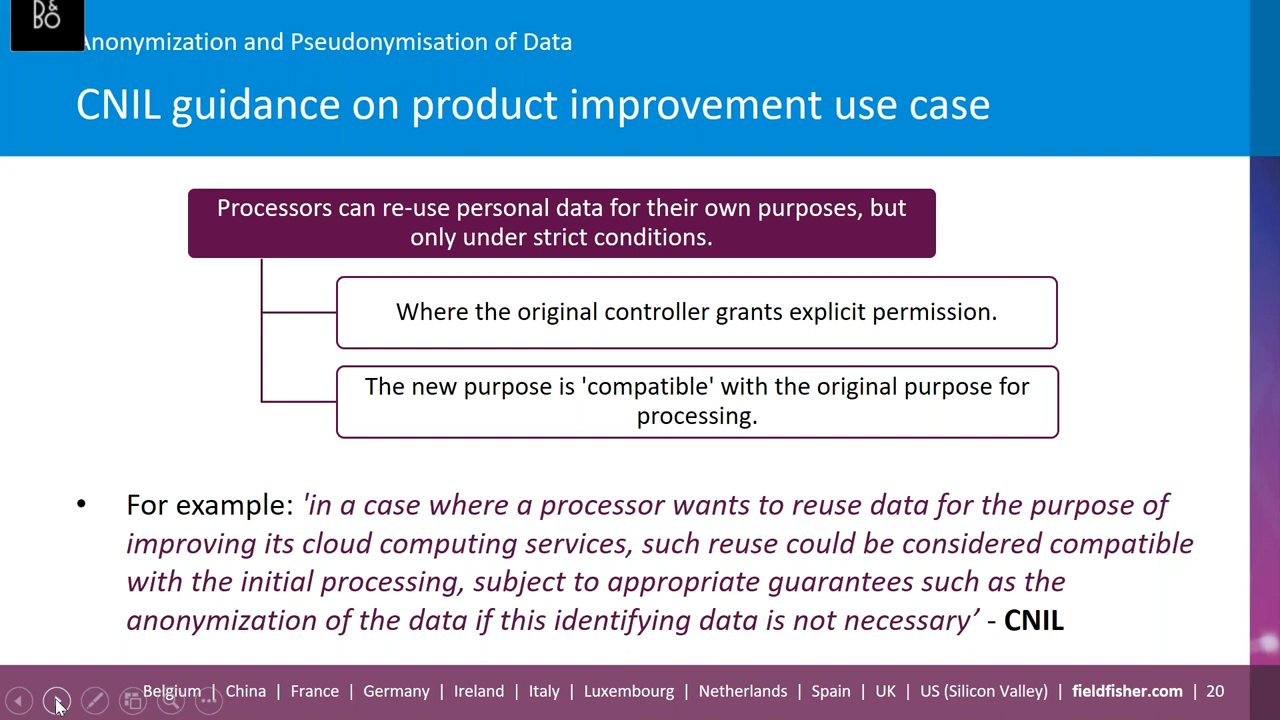 B&
BO
Anonymization and Pseudonymisation of Data
CNIL guidance on product improvement use case
Processors can re-use personal data for their own purposes, but
only under strict conditions.
Where the original controller grants explicit permission.
The new purpose is 'compatible' with the original purpose for
processing.
• For example: 'in a case where a processor wants to reuse data for the purpose of
improving its cloud computing services, such reuse could be considered compatible
with the initial processing, subject to appropriate guarantees such as the
anonymization of the data if this identifying data is not necessary’ - CNIL
Belgium | China | France | Germany | Ireland | Italy | Luxembourg | Netherlands | Spain | UK | US (Silicon Valley) | fieldfisher.com | 20